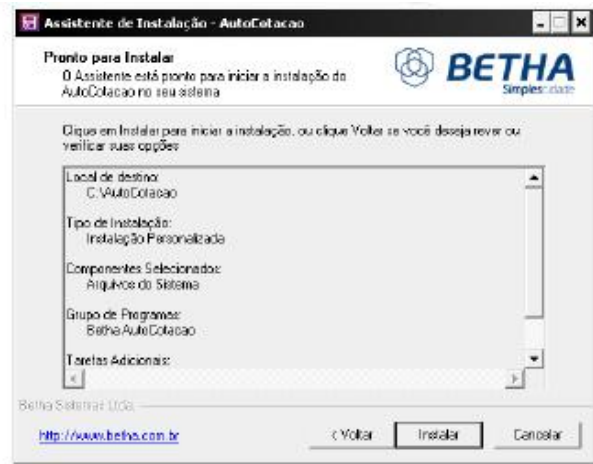 Assistente de Instalação - AutoCotacao
Pronto para Instalar
O Assistente está pronto para iniciar a instalação do
AutoCotacao no seu sistema
BETHA
Simplescidade
Clique em Instalar para iniciar a instalação, ou clique Voltar se você deseja rever ou
verificar suas opções
Local de destino:
C:\AutoCotacao
Tipo de Instalação:
Instalação Personalizada
Componentes Selecionados:
Arquivos do Sistema
Grupo de Programas:
Betha AutoCotacao
Tarefas Adicionais:
Betha Sistemas Ltda.
http://www.betha.com.br
< Voltar
Instalar
Cancelar